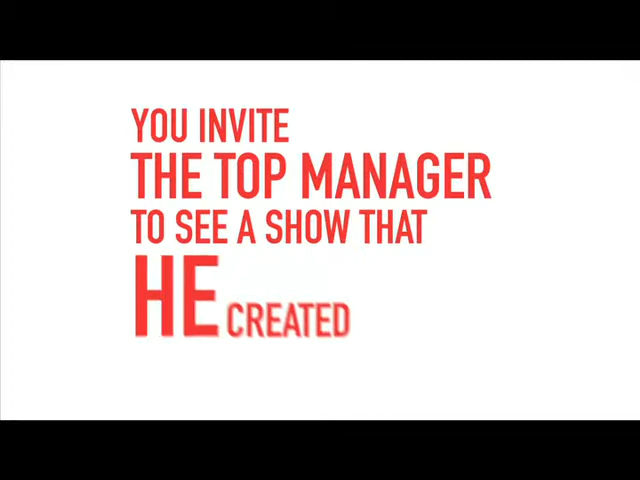 YOU INVITE
THE TOP MANAGER
TO SEE A SHOW THAT
HE CREATED